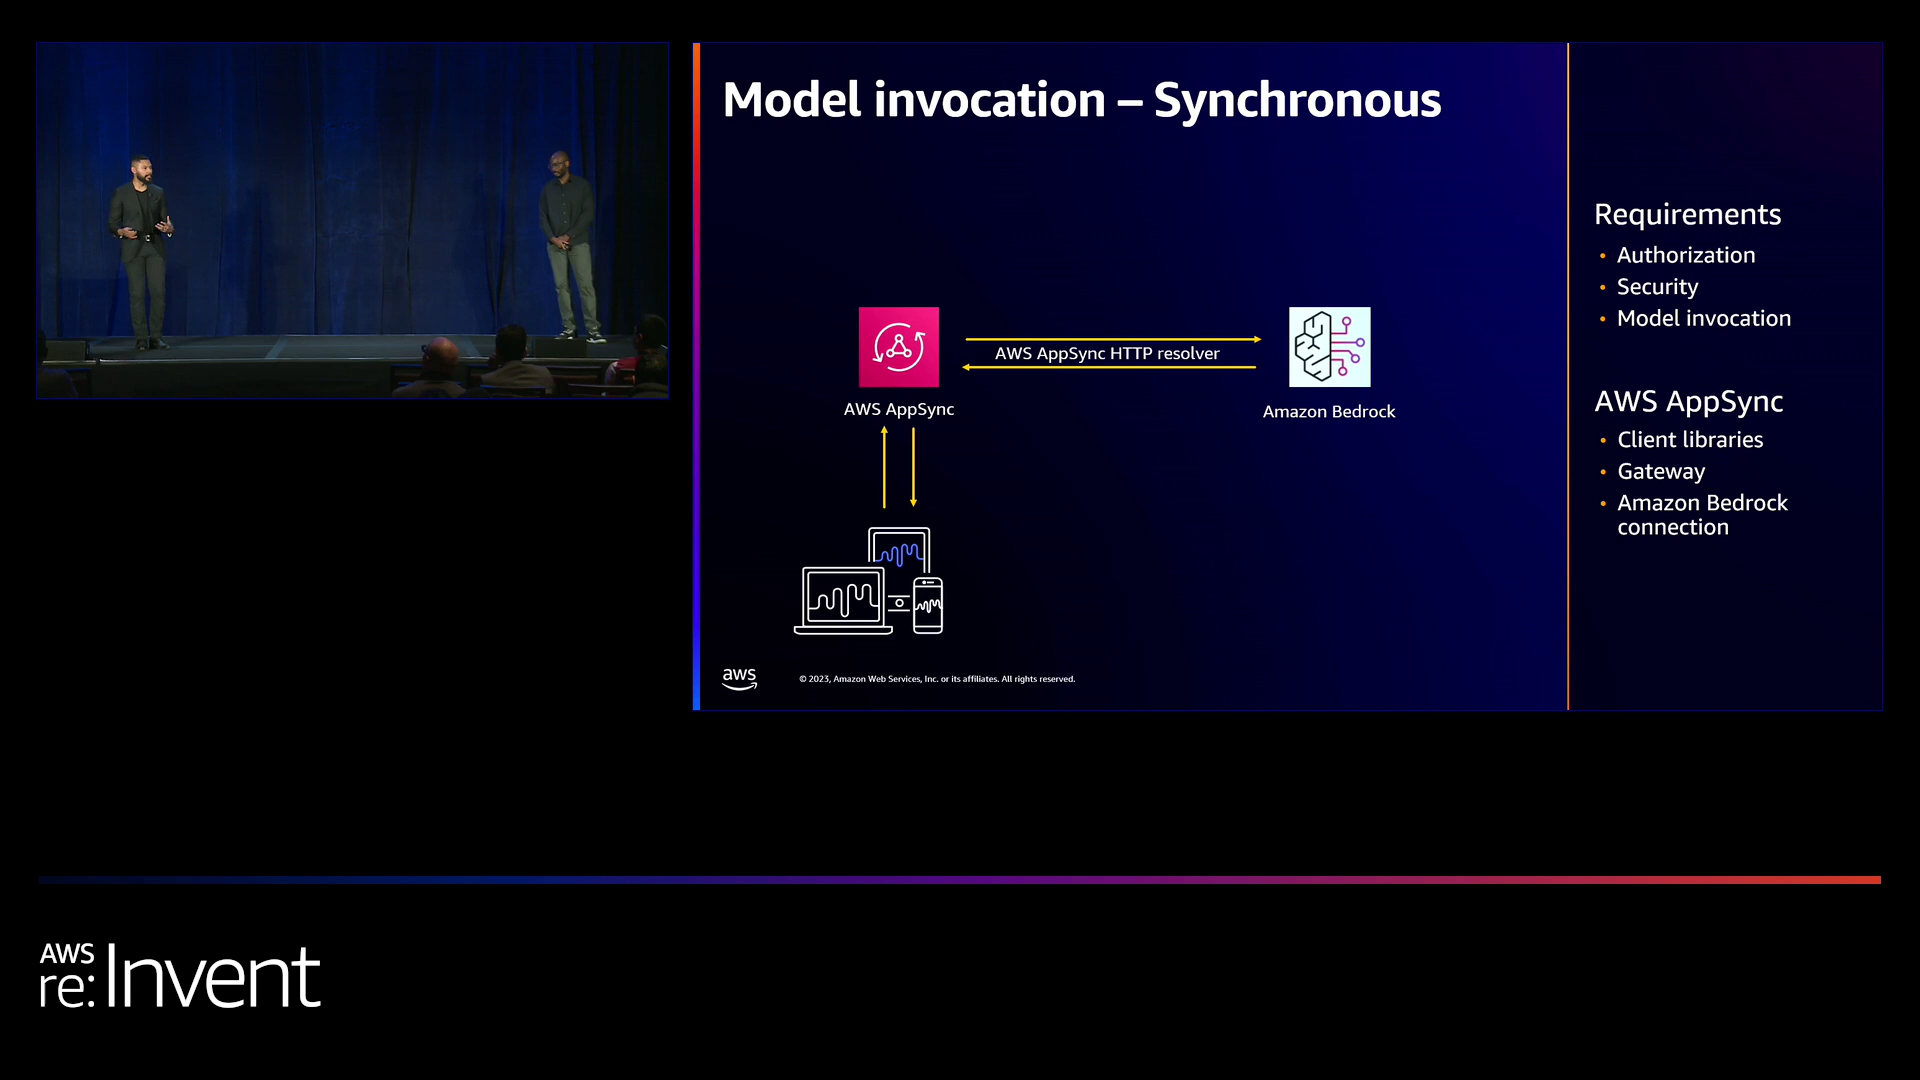 Model invocation – Synchronous
AWS AppSync HTTP resolver
AWS AppSync
Amazon Bedrock
aws
© 2023, Amazon Web Services, Inc. or its affiliates. All rights reserved.
Requirements
• Authorization
• Security
• Model invocation
AWS AppSync
• Client libraries
• Gateway
• Amazon Bedrock
connection
AWS
re:Invent